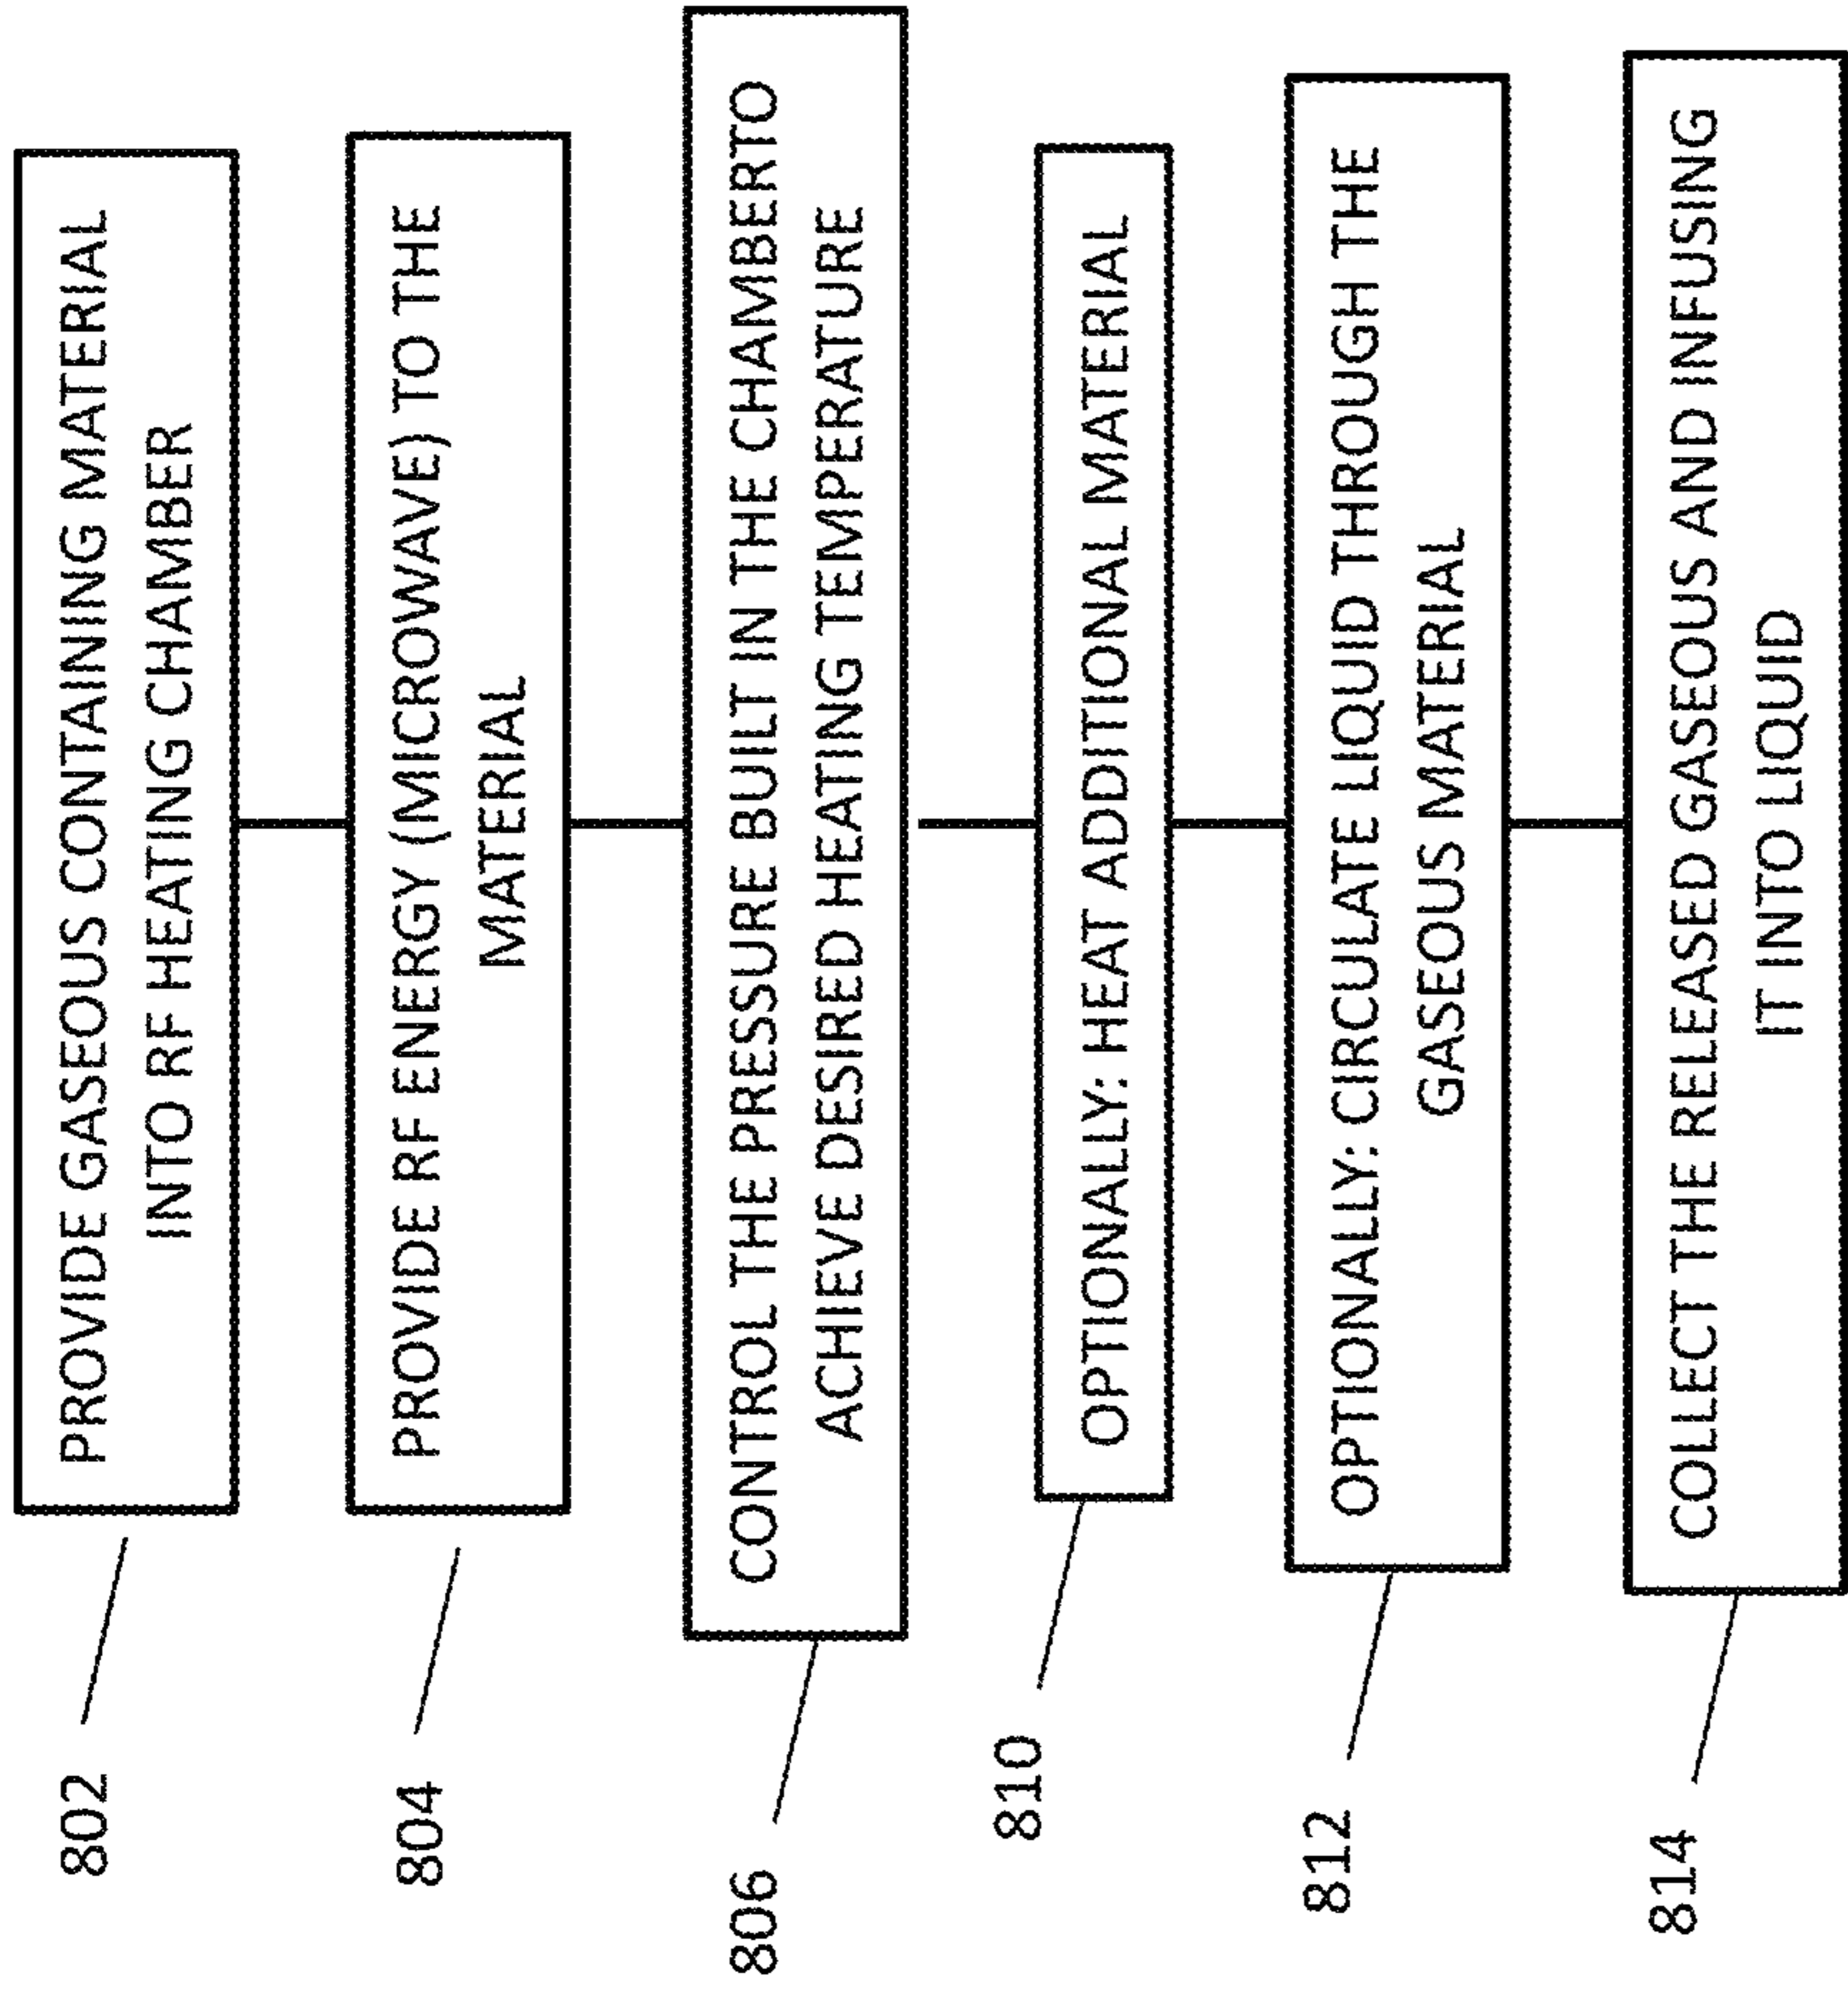 802
PROVIDE GASEOUS CONTAINING MATERIAL
INTO RF HEATING CHAMBER
804
PROVIDE RF ENERGY (MICROWAVE) TO THE
MATERIAL
806
CONTROL THE PRESSURE BUILT IN THE CHAMBERTO
ACHIEVE DESIRED HEATING TEMPERATURE
810
OPTIONALLY: HEAT ADDITIONAL MATERIAL
812
OPTIONALLY: CIRCULATE LIQUID THROUGH THE
GASEOUS MATERIAL
814
COLLECT THE RELEASED GASEOUS AND INFUSING
IT INTO LIQUID